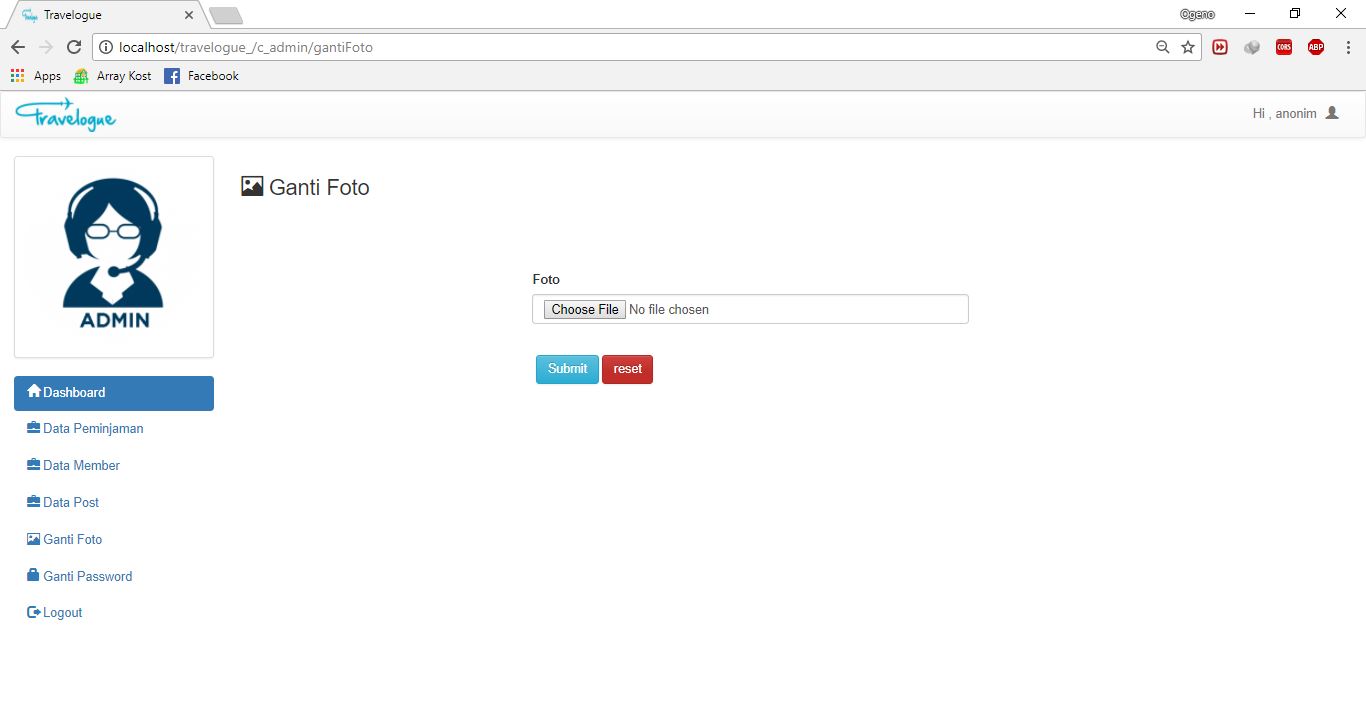 Travelogue
Ogeno
localhost/travelogue_/c_admin/gantiFoto
CORS
ABP
Apps
Array Kost
Facebook
Travelogue
Hi , anonim
ADMIN
Ganti Foto
Foto
Choose File No file chosen
Submit reset
Dashboard
Data Peminjaman
Data Member
Data Post
Ganti Foto
Ganti Password
Logout